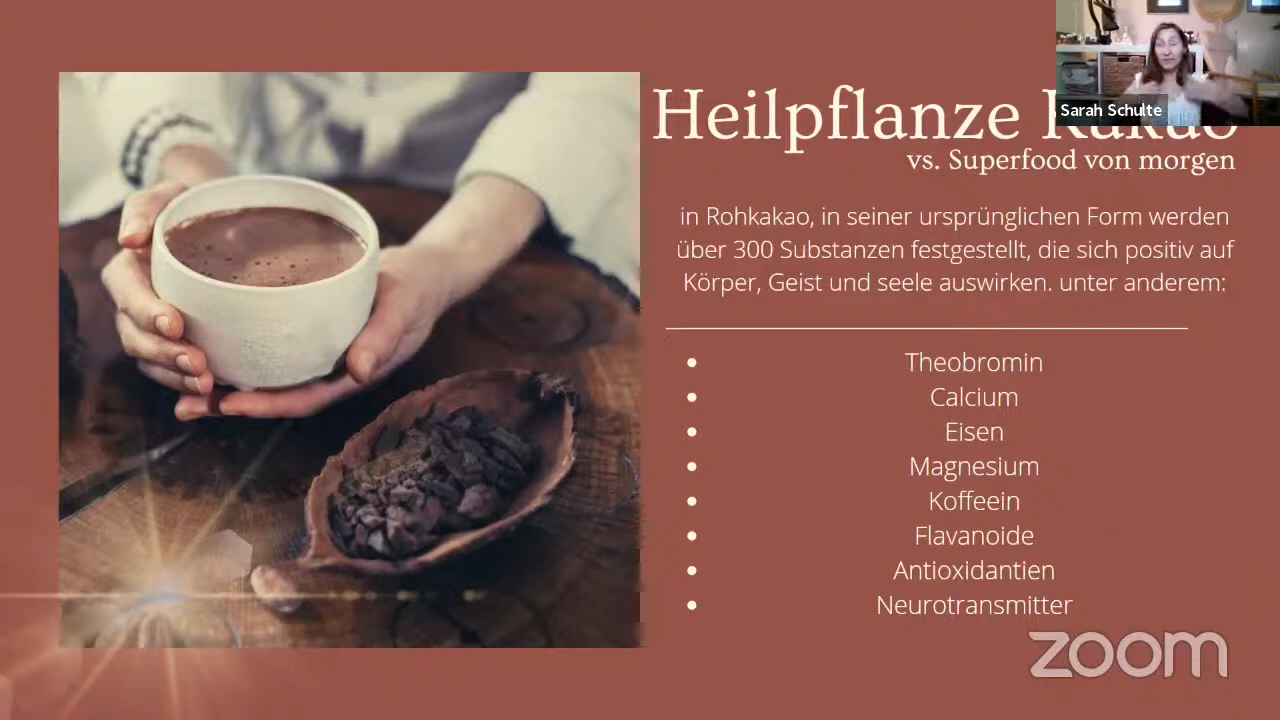 Heilpflanze Kakao
Sarah Schulte
vs. Superfood von morgen
in Rohkakao, in seiner ursprünglichen Form werden
über 300 Substanzen festgestellt, die sich positiv auf
Körper, Geist und seele auswirken. unter anderem:
Theobromin
Calcium
Eisen
Magnesium
Koffeein
Flavanoide
Antioxidantien
Neurotransmitter
zoom